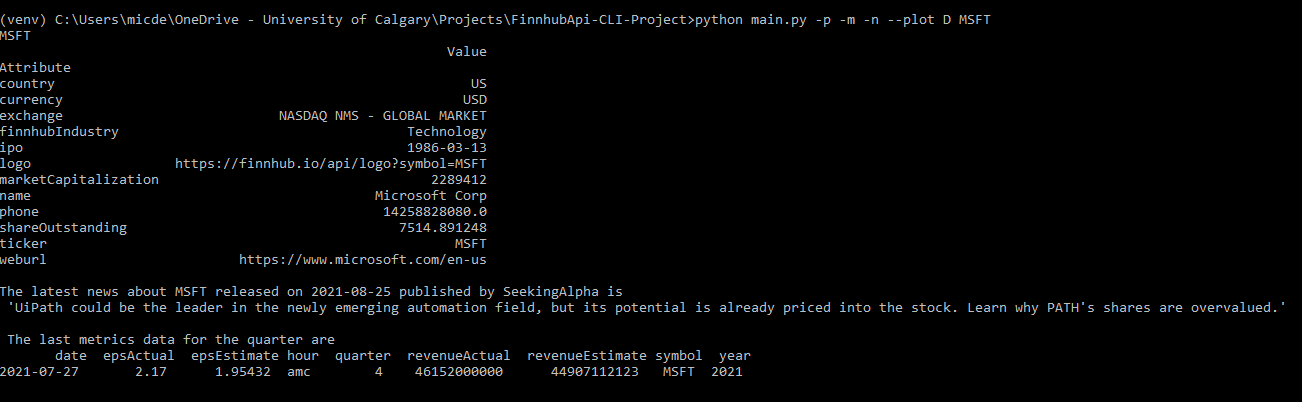 (venv) C:\Users\micde\OneDrive - University of Calgary\Projects\FinnhubApi-CLI-Project>python main.py -p -m -n --plot D MSFT
MSFT
Value
Attribute
country US
currency USD
exchange NASDAQ NMS - GLOBAL MARKET
finnhubIndustry Technology
ipo 1986-03-13
logo https://finnhub.io/api/logo?symbol=MSFT
marketCapitalization 2289412
name Microsoft Corp
phone 14258828080.0
shareOutstanding 7514.891248
ticker MSFT
weburl https://www.microsoft.com/en-us
The latest news about MSFT released on 2021-08-25 published by SeekingAlpha is
'UiPath could be the leader in the newly emerging automation field, but its potential is already priced into the stock. Learn why PATH's shares are overvalued.'
The last metrics data for the quarter are
date epsActual epsEstimate hour quarter revenueActual revenueEstimate symbol year
2021-07-27 2.17 1.95432 amc 4 46152000000 44907112123 MSFT 2021